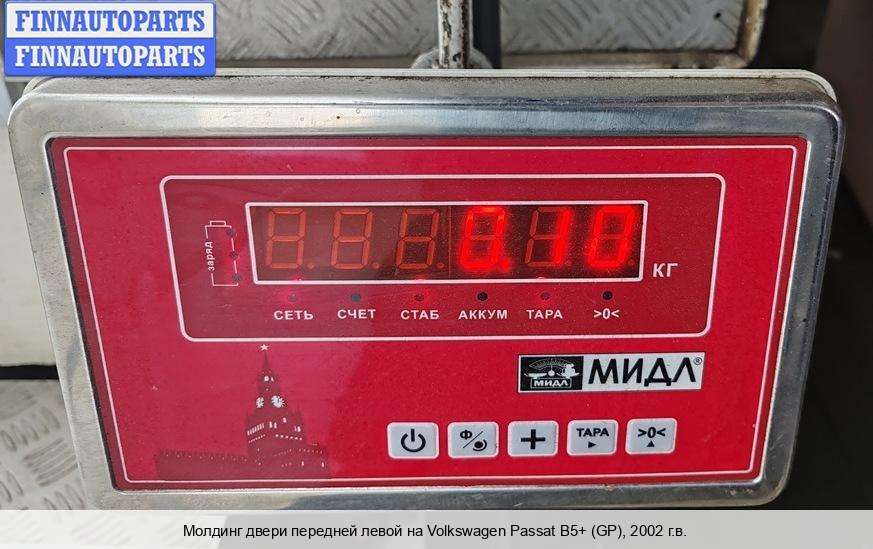 FINNAUTOPARTS
FINNAUTOPARTS
заряд
0.10
КГ
СЕТЬ СЧЕТ СТАБ АККУМ ТАРА >0<
МИДЛ МИДЛ®
Ф ТАРА >0<
Молдинг двери передней левой на Volkswagen Passat B5+ (GP), 2002 г.в.